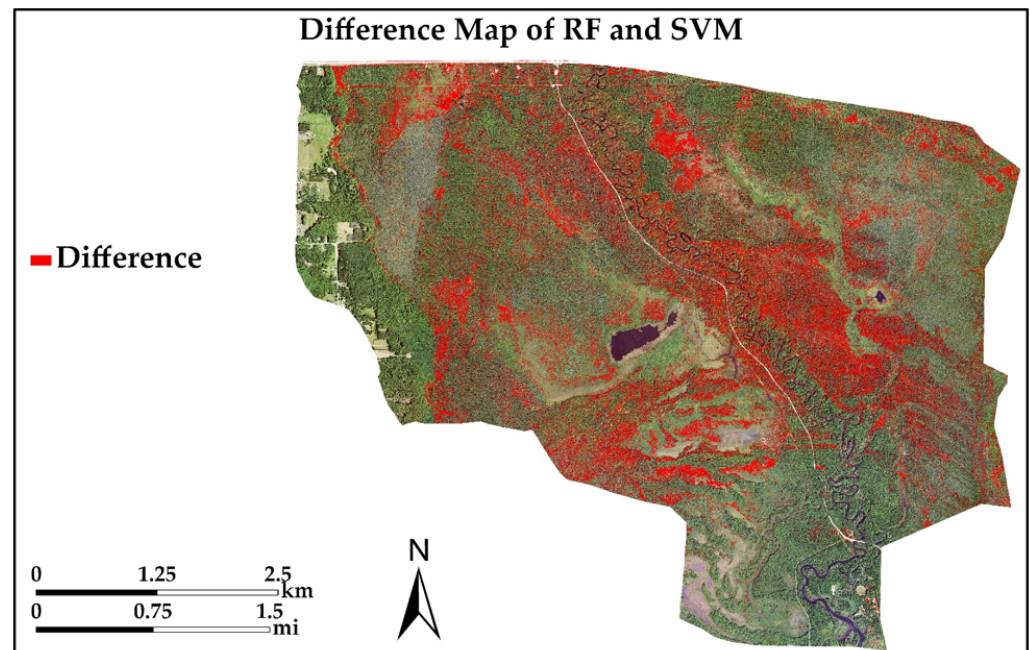 Difference Map of RF and SVM
Difference
N
0 1.25 2.5 km
0 0.75 1.5 mi